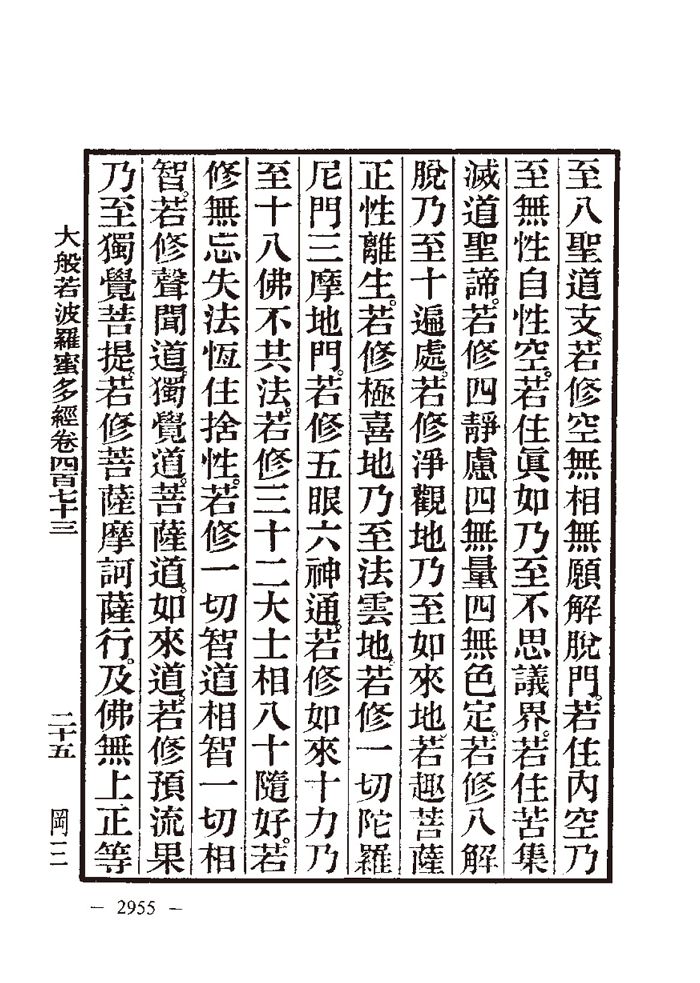 至八聖道支。若修空無相無願解脫門。若住內空乃
至無性自性空。若住眞如乃至不思議界。若住苦集
滅道聖諦。若修四靜慮四無量四無色定。若修八解
脫乃至十遍處。若修淨觀地乃至如來地。若趣菩薩
正性離生。若修極喜地乃至法雲地。若修一切陀羅
尼門三摩地門。若修五眼六神通。若修如來十力乃
至十八佛不共法。若修三十二大士相八十隨好。若
修無忘失法恆住捨性。若修一切智道相智一切相
智。若修聲聞道。獨覺道。菩薩道。如來道。若修預流果
乃至獨覺菩提。若修菩薩摩訶薩行。及佛無上正等
大般若波羅蜜多經卷四百七十三 二十五 岡三
— 2955 —